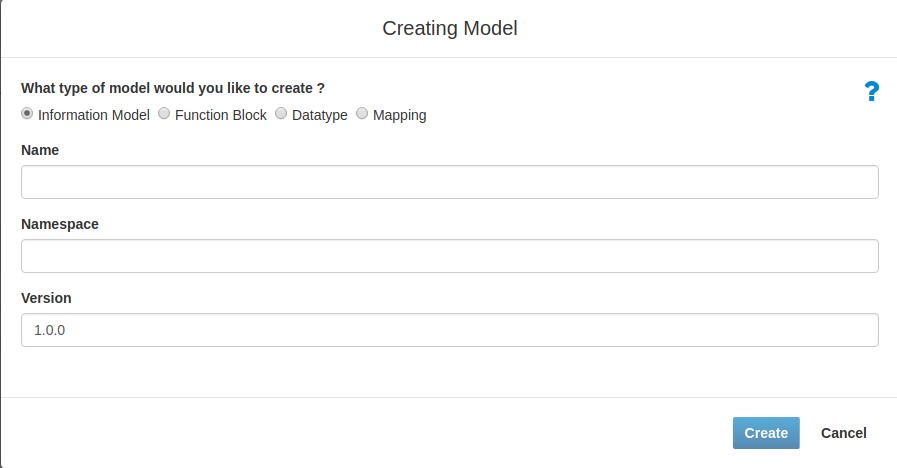 Creating Model
What type of model would you like to create ?
?
Information Model Function Block Datatype Mapping
Name
Namespace
Version
1.0.0
Create Cancel